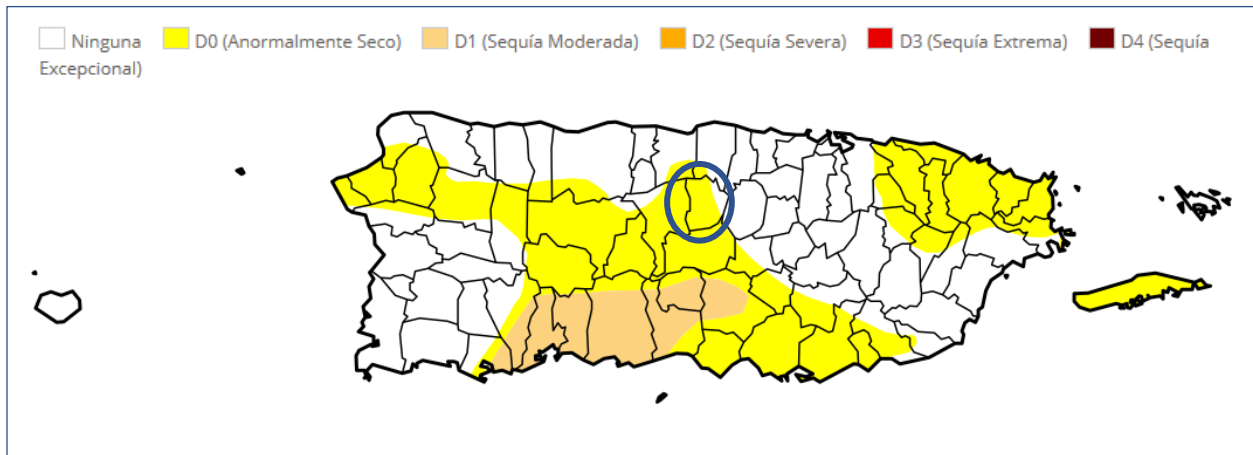 Ninguna D0 (Anormalmente Seco) D1 (Sequía Moderada) D2 (Sequía Severa) D3 (Sequía Extrema) D4 (Sequía
Excepcional)